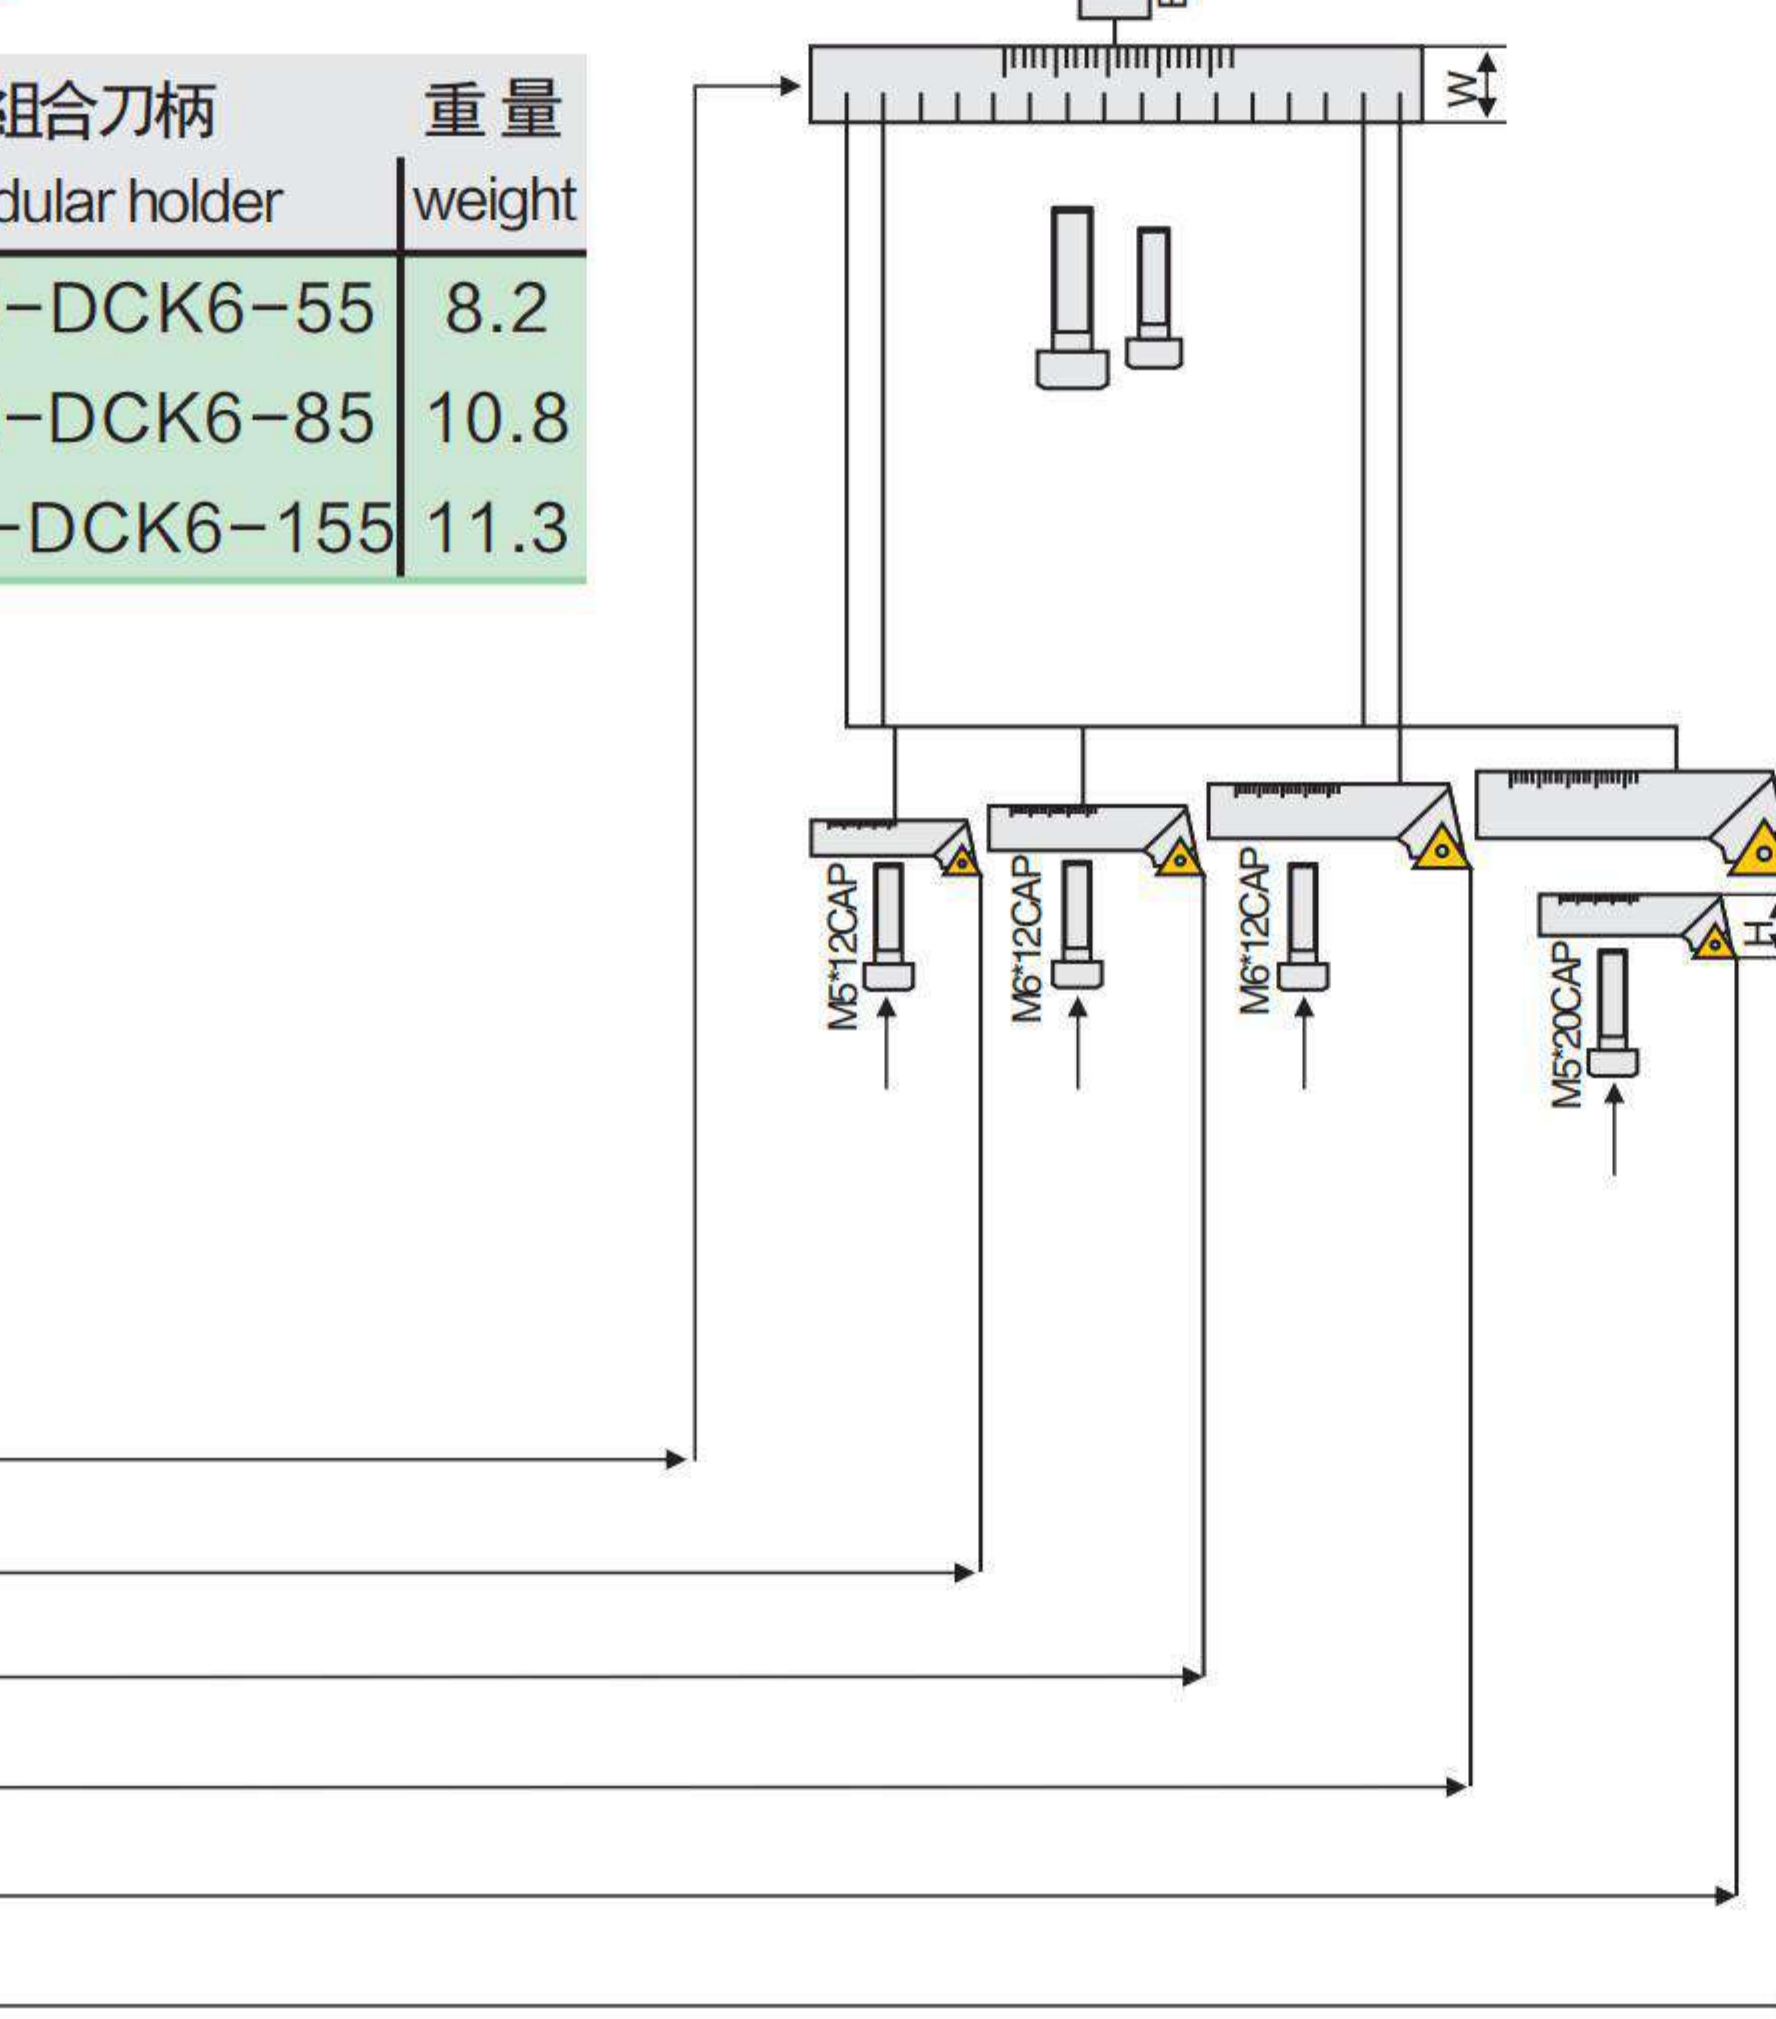 组合刀柄 重量
dular holder weight
-DCK6-55 8.2
-DCK6-85 10.8
-DCK6-155 11.3
W
M5*12CAP
M6*12CAP
M6*12CAP
M5*20CAP
H